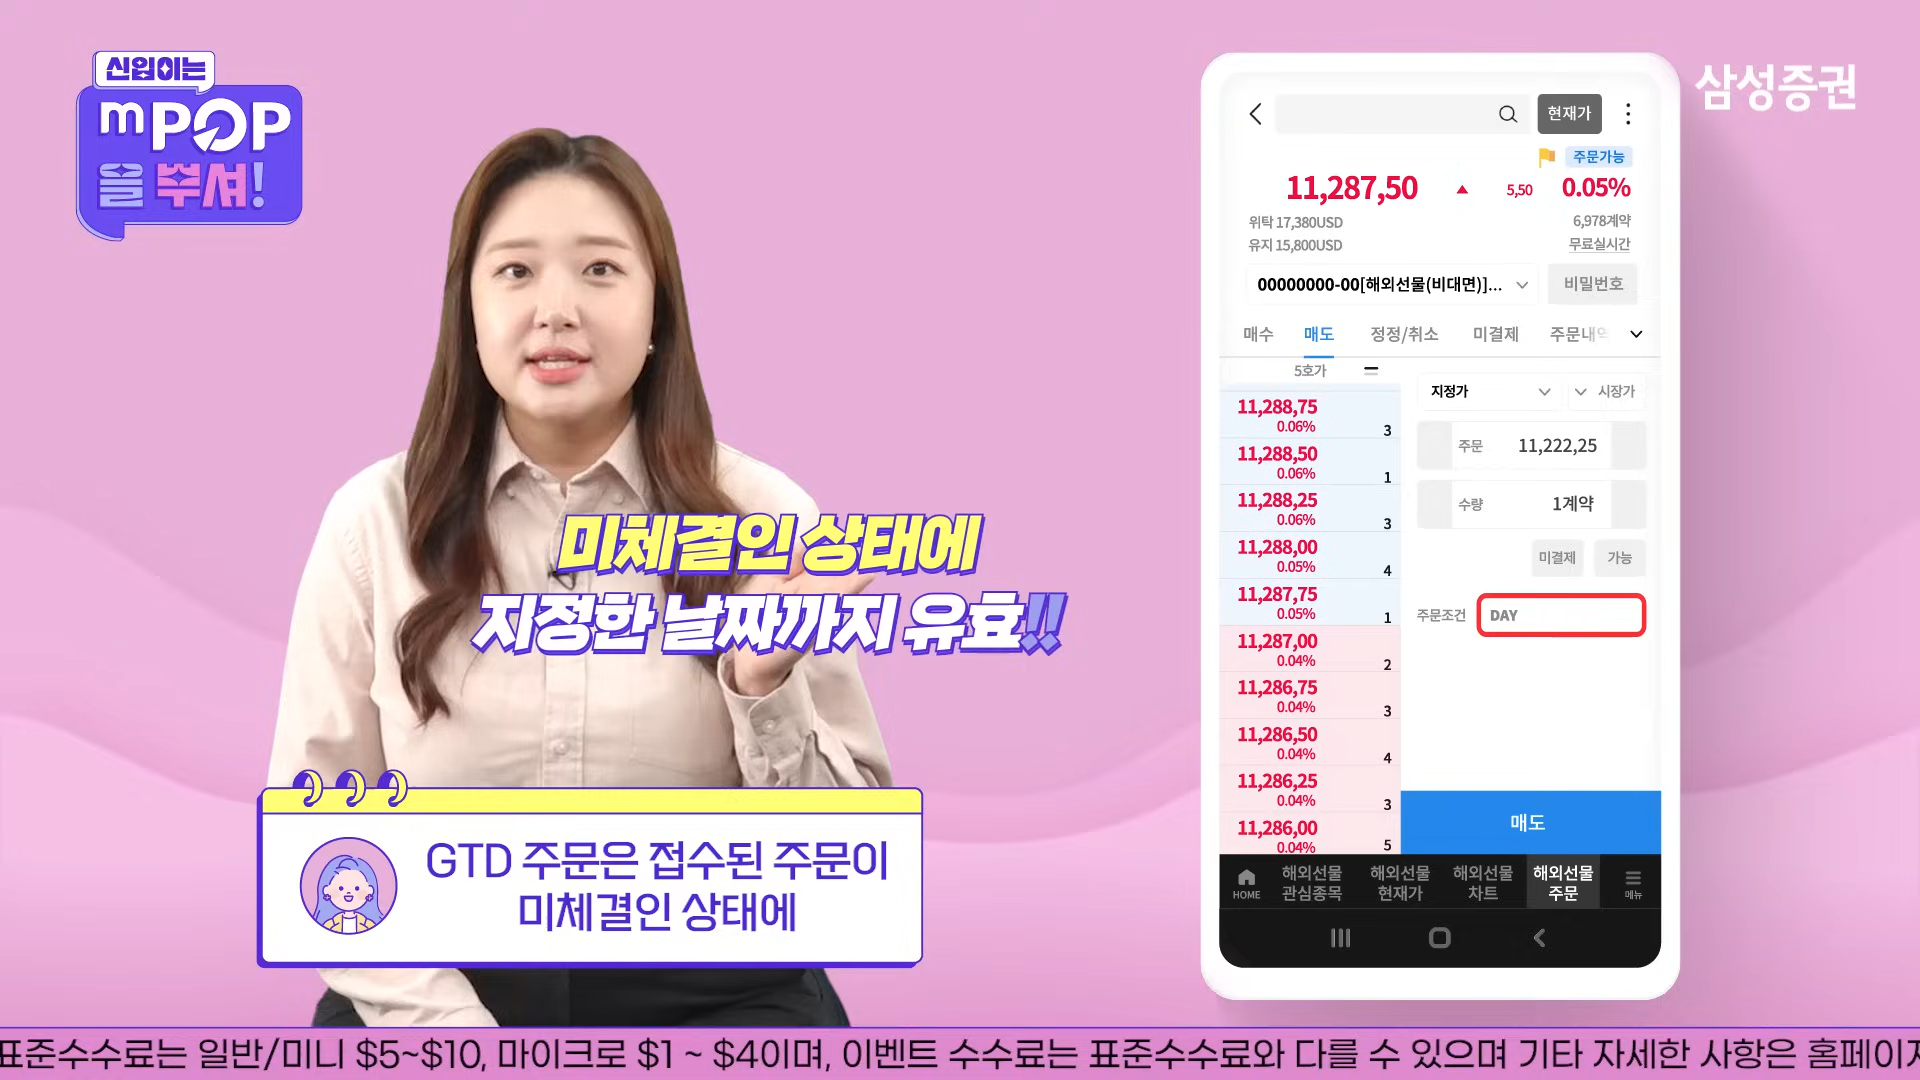 신입이는
mPOP
을 뿌셔!
삼성증권
현재가
주문가능
11,287,50 ▲ 5,50 0.05%
위탁 17,380USD 6,978계약
유지 15,800USD 무료실시간
00000000-00[해외선물(비대면)]... 비밀번호
매수 매도 정정/취소 미결제 주문내역
5호가
지정가 시장가
11,288,75
0.06% 3
11,288,50
0.06% 1
11,288,25
0.06% 3
11,288,00
0.05% 4
11,287,75
0.05% 1
11,287,00
0.04% 2
11,286,75
0.04% 3
11,286,50
0.04% 4
11,286,25
0.04% 3
11,286,00
0.04% 5
주문 11,222,25
수량 1계약
미결제 가능
주문조건 DAY
매도
HOME
해외선물
관심종목
해외선물
현재가
해외선물
차트
해외선물
주문
메뉴
미체결인 상태에
지정한 날짜까지 유효!!
GTD 주문은 접수된 주문이
미체결인 상태에
표준수수료는 일반/미니 $5~$10, 마이크로 $1 ~ $4이며, 이벤트 수수료는 표준수수료와 다를 수 있으며 기타 자세한 사항은 홈페이지